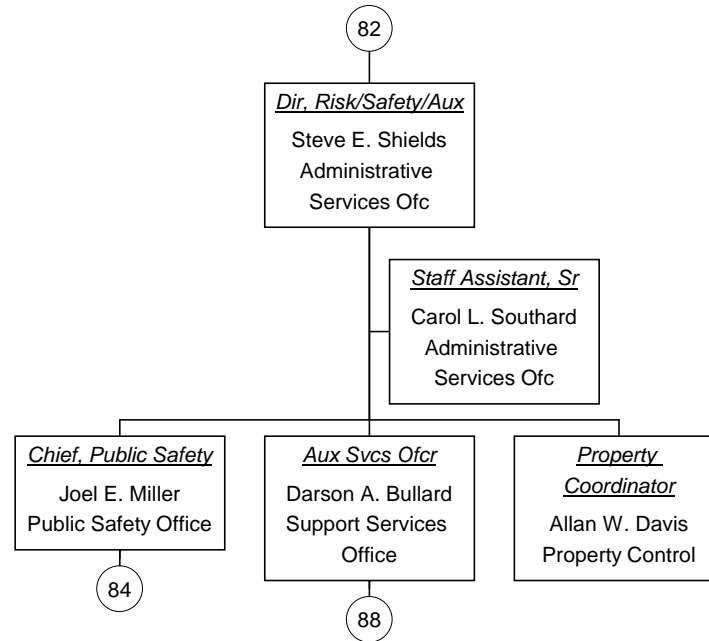 82
Dir, Risk/Safety/Aux
Steve E. Shields
Administrative
Services Ofc
Staff Assistant, Sr
Carol L. Southard
Administrative
Services Ofc
Chief, Public Safety
Joel E. Miller
Public Safety Office
84
Aux Svcs Ofcr
Darson A. Bullard
Support Services
Office
88
Property
Coordinator
Allan W. Davis
Property Control